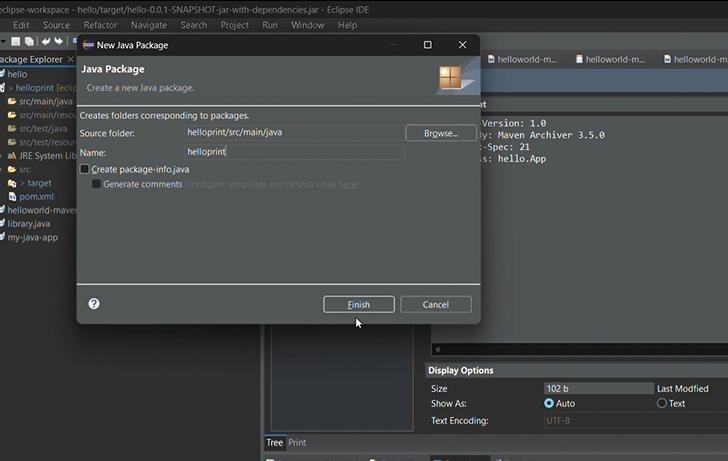 eclipse-workspace - hello/target/hello-0.0.1-SNAPSHOT-jar-with-dependencies.jar - Eclipse IDE
Edit Source Refactor Navigate Search Project Run Window Help
ackage Explorer
New Java Package
helloworld-m...
helloworld-m...
helloworld-m
hello
> helloprint [eclip
src/main/java
src/main/resou
src/test/java
src/test/resour
JRE System Lib
src
> target
pom.xml
helloworld-maven
library.java
my-java-app
Java Package
Create a new Java package.
Creates folders corresponding to packages.
Source folder: helloprint/src/main/java Browse...
Name: helloprint
Create package-info.java
Generate comments (configure templates and default value here)
Finish Cancel
Version: 1.0
y: Maven Archiver 3.5.0
-Spec: 21
s: hello.App
Display Options
Size 102 b Last Modfied
Show As: Auto Text
Text Encoding: UTF-8
Tree Print